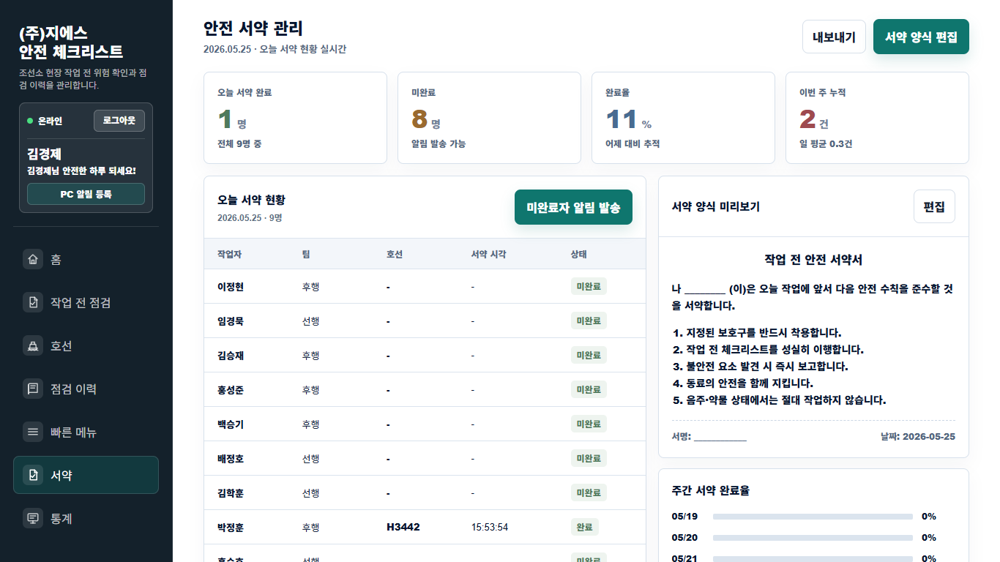 (주)지에스
안전 체크리스트
조선소 현장 작업 전 위험 확인과 점
검 이력을 관리합니다.
온라인
로그아웃
김경제
김경제님 안전한 하루 되세요!
PC 알림 등록
홈
작업 전 점검
호선
점검 이력
빠른 메뉴
서약
통계
안전 서약 관리
2026.05.25 · 오늘 서약 현황 실시간
내보내기
서약 양식 편집
오늘 서약 완료
1 명
전체 9명 중
미완료
8 명
알림 발송 가능
완료율
11 %
어제 대비 추적
이번 주 누적
2 건
일 평균 0.3건
오늘 서약 현황
2026.05.25 · 9명
미완료자 알림 발송
작업자 팀 호선 서약 시각 상태
이정현 후행 - - 미완료
임경묵 선행 - - 미완료
김승재 후행 - - 미완료
홍성준 후행 - - 미완료
백승기 후행 - - 미완료
배정호 선행 - - 미완료
김학훈 선행 - - 미완료
박정훈 후행 H3442 15:53:54 완료
서약 양식 미리보기
편집
작업 전 안전 서약서
나 ________ (이)은 오늘 작업에 앞서 다음 안전 수칙을 준수할 것
을 서약합니다.
1. 지정된 보호구를 반드시 착용합니다.
2. 작업 전 체크리스트를 성실히 이행합니다.
3. 불안전 요소 발견 시 즉시 보고합니다.
4. 동료의 안전을 함께 지킵니다.
5. 음주·약물 상태에서는 절대 작업하지 않습니다.
서명: ____________
날짜: 2026-05-25
주간 서약 완료율
05/19 0%
05/20 0%
05/21 0%